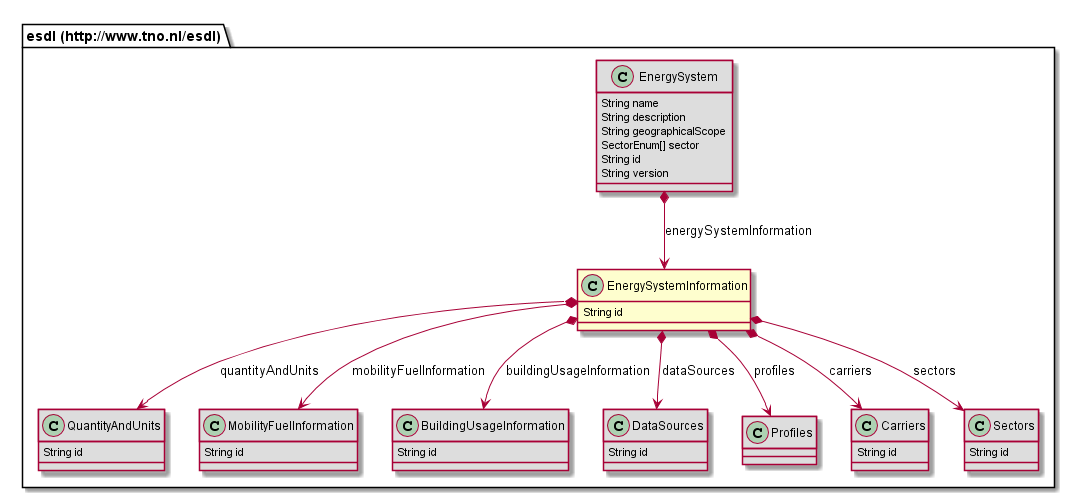 esdl (http://www.tno.nl/esdl)
C EnergySystem
String name
String description
String geographicalScope
SectorEnum[] sector
String id
String version
energySystemInformation
C EnergySystemInformation
String id
quantityAndUnits
mobilityFuelInformation
buildingUsageInformation
dataSources
profiles
carriers
sectors
C QuantityAndUnits
String id
C MobilityFuelInformation
String id
C BuildingUsageInformation
String id
C DataSources
String id
C Profiles
C Carriers
String id
C Sectors
String id